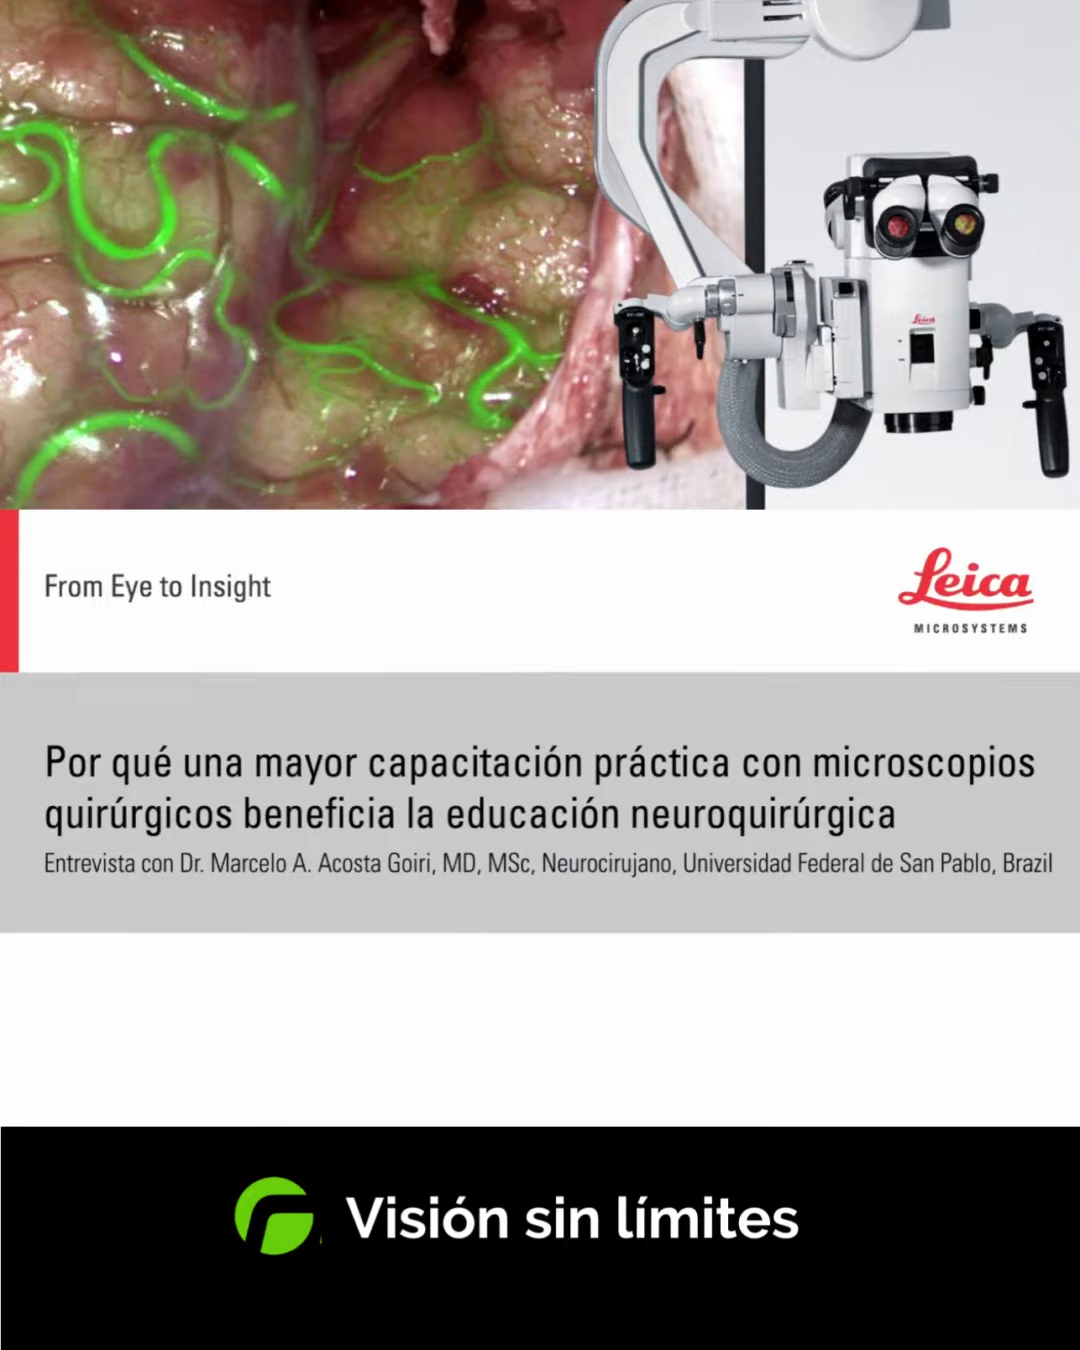 Leica
From Eye to Insight
Leica
MICROSYSTEMS
Por qué una mayor capacitación práctica con microscopios
quirúrgicos beneficia la educación neuroquirúrgica
Entrevista con Dr. Marcelo A. Acosta Goiri, MD, MSc, Neurocirujano, Universidad Federal de San Pablo, Brazil
Visión sin límites